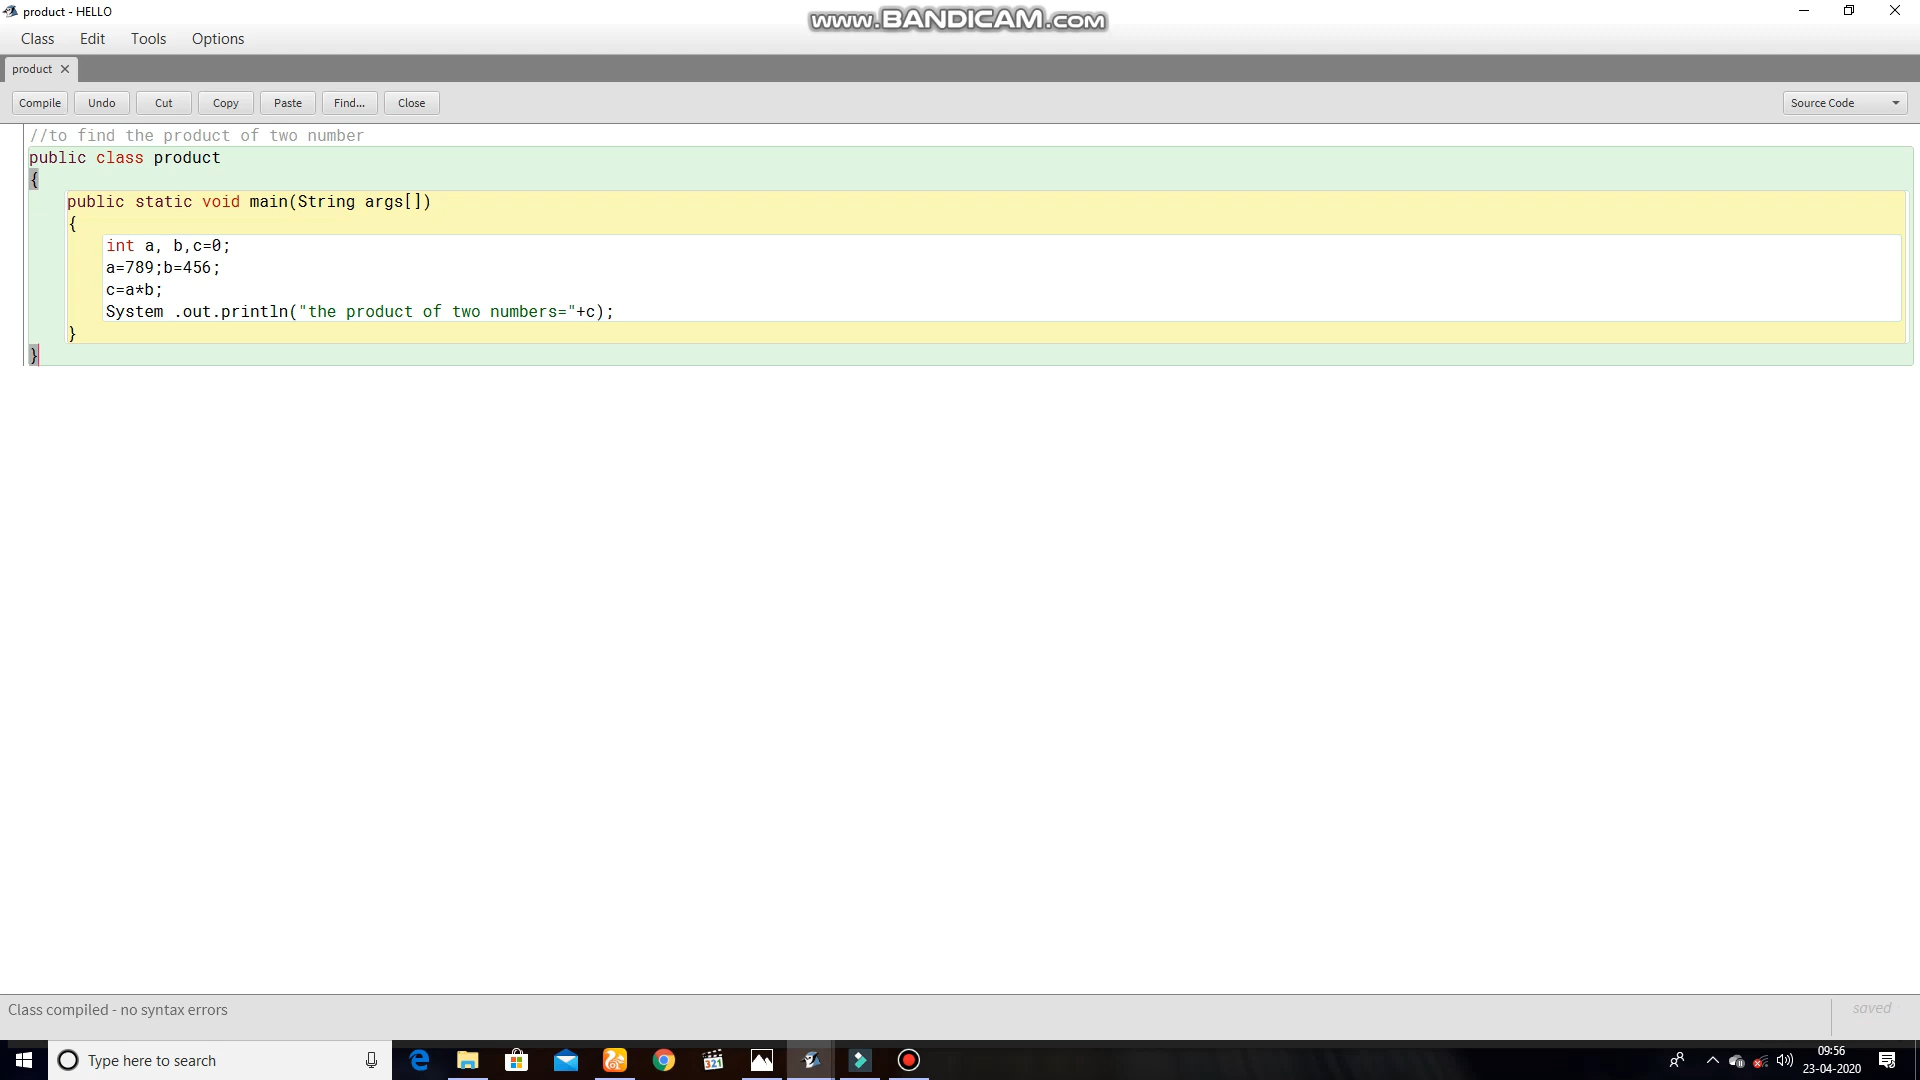 product - HELLO
www.BANDICAM.com
Class Edit Tools Options
product
Compile Undo Cut Copy Paste Find... Close Source Code
//to find the product of two number
public class product
{
public static void main(String args[])
{
int a, b,c=0;
a=789;b=456;
c=a*b;
System .out.println("the product of two numbers="+c);
}
}
Class compiled - no syntax errors
saved
Type here to search
321
09:56
23-04-2020